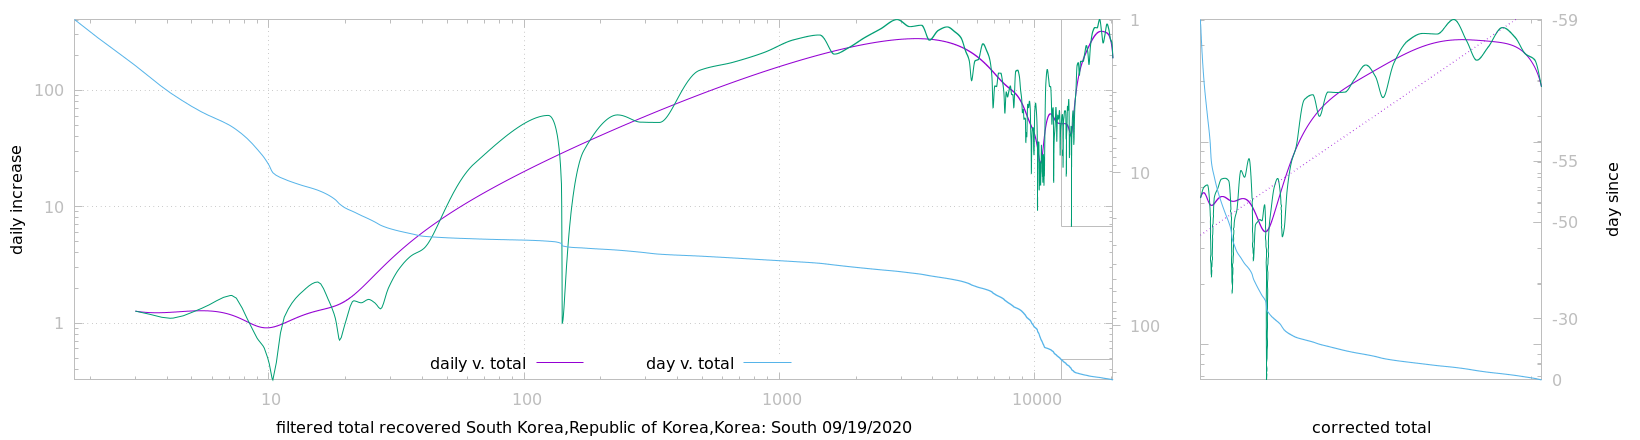 daily increase
100
10
1
10
100
1000
10000
1
10
100
daily v. total
day v. total
filtered total recovered South Korea,Republic of Korea,Korea: South 09/19/2020
-59
-55
-50
-30
0
day since
corrected total